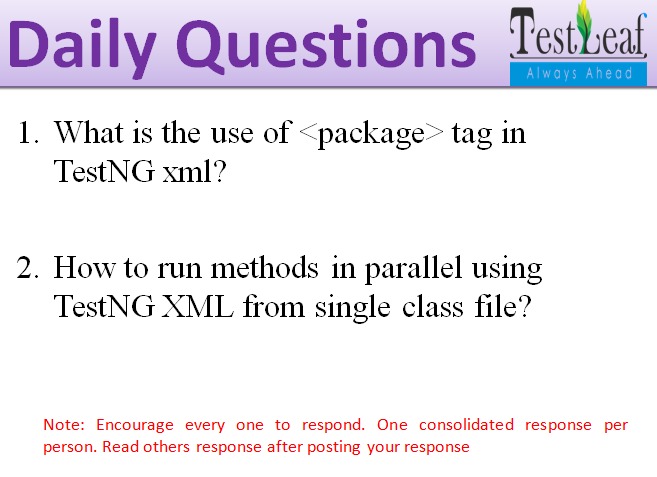 Daily Questions
TestLeaf
Always Ahead
1. What is the use of <package> tag in
TestNG xml?
2. How to run methods in parallel using
TestNG XML from single class file?
Note: Encourage every one to respond. One consolidated response per
person. Read others response after posting your response